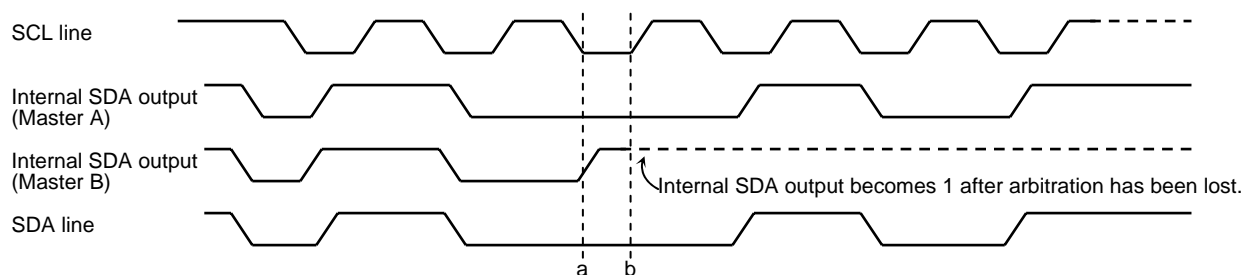 SCL line
Internal SDA output
(Master A)
Internal SDA output
(Master B)
Internal SDA output becomes 1 after arbitration has been lost.
SDA line
a b